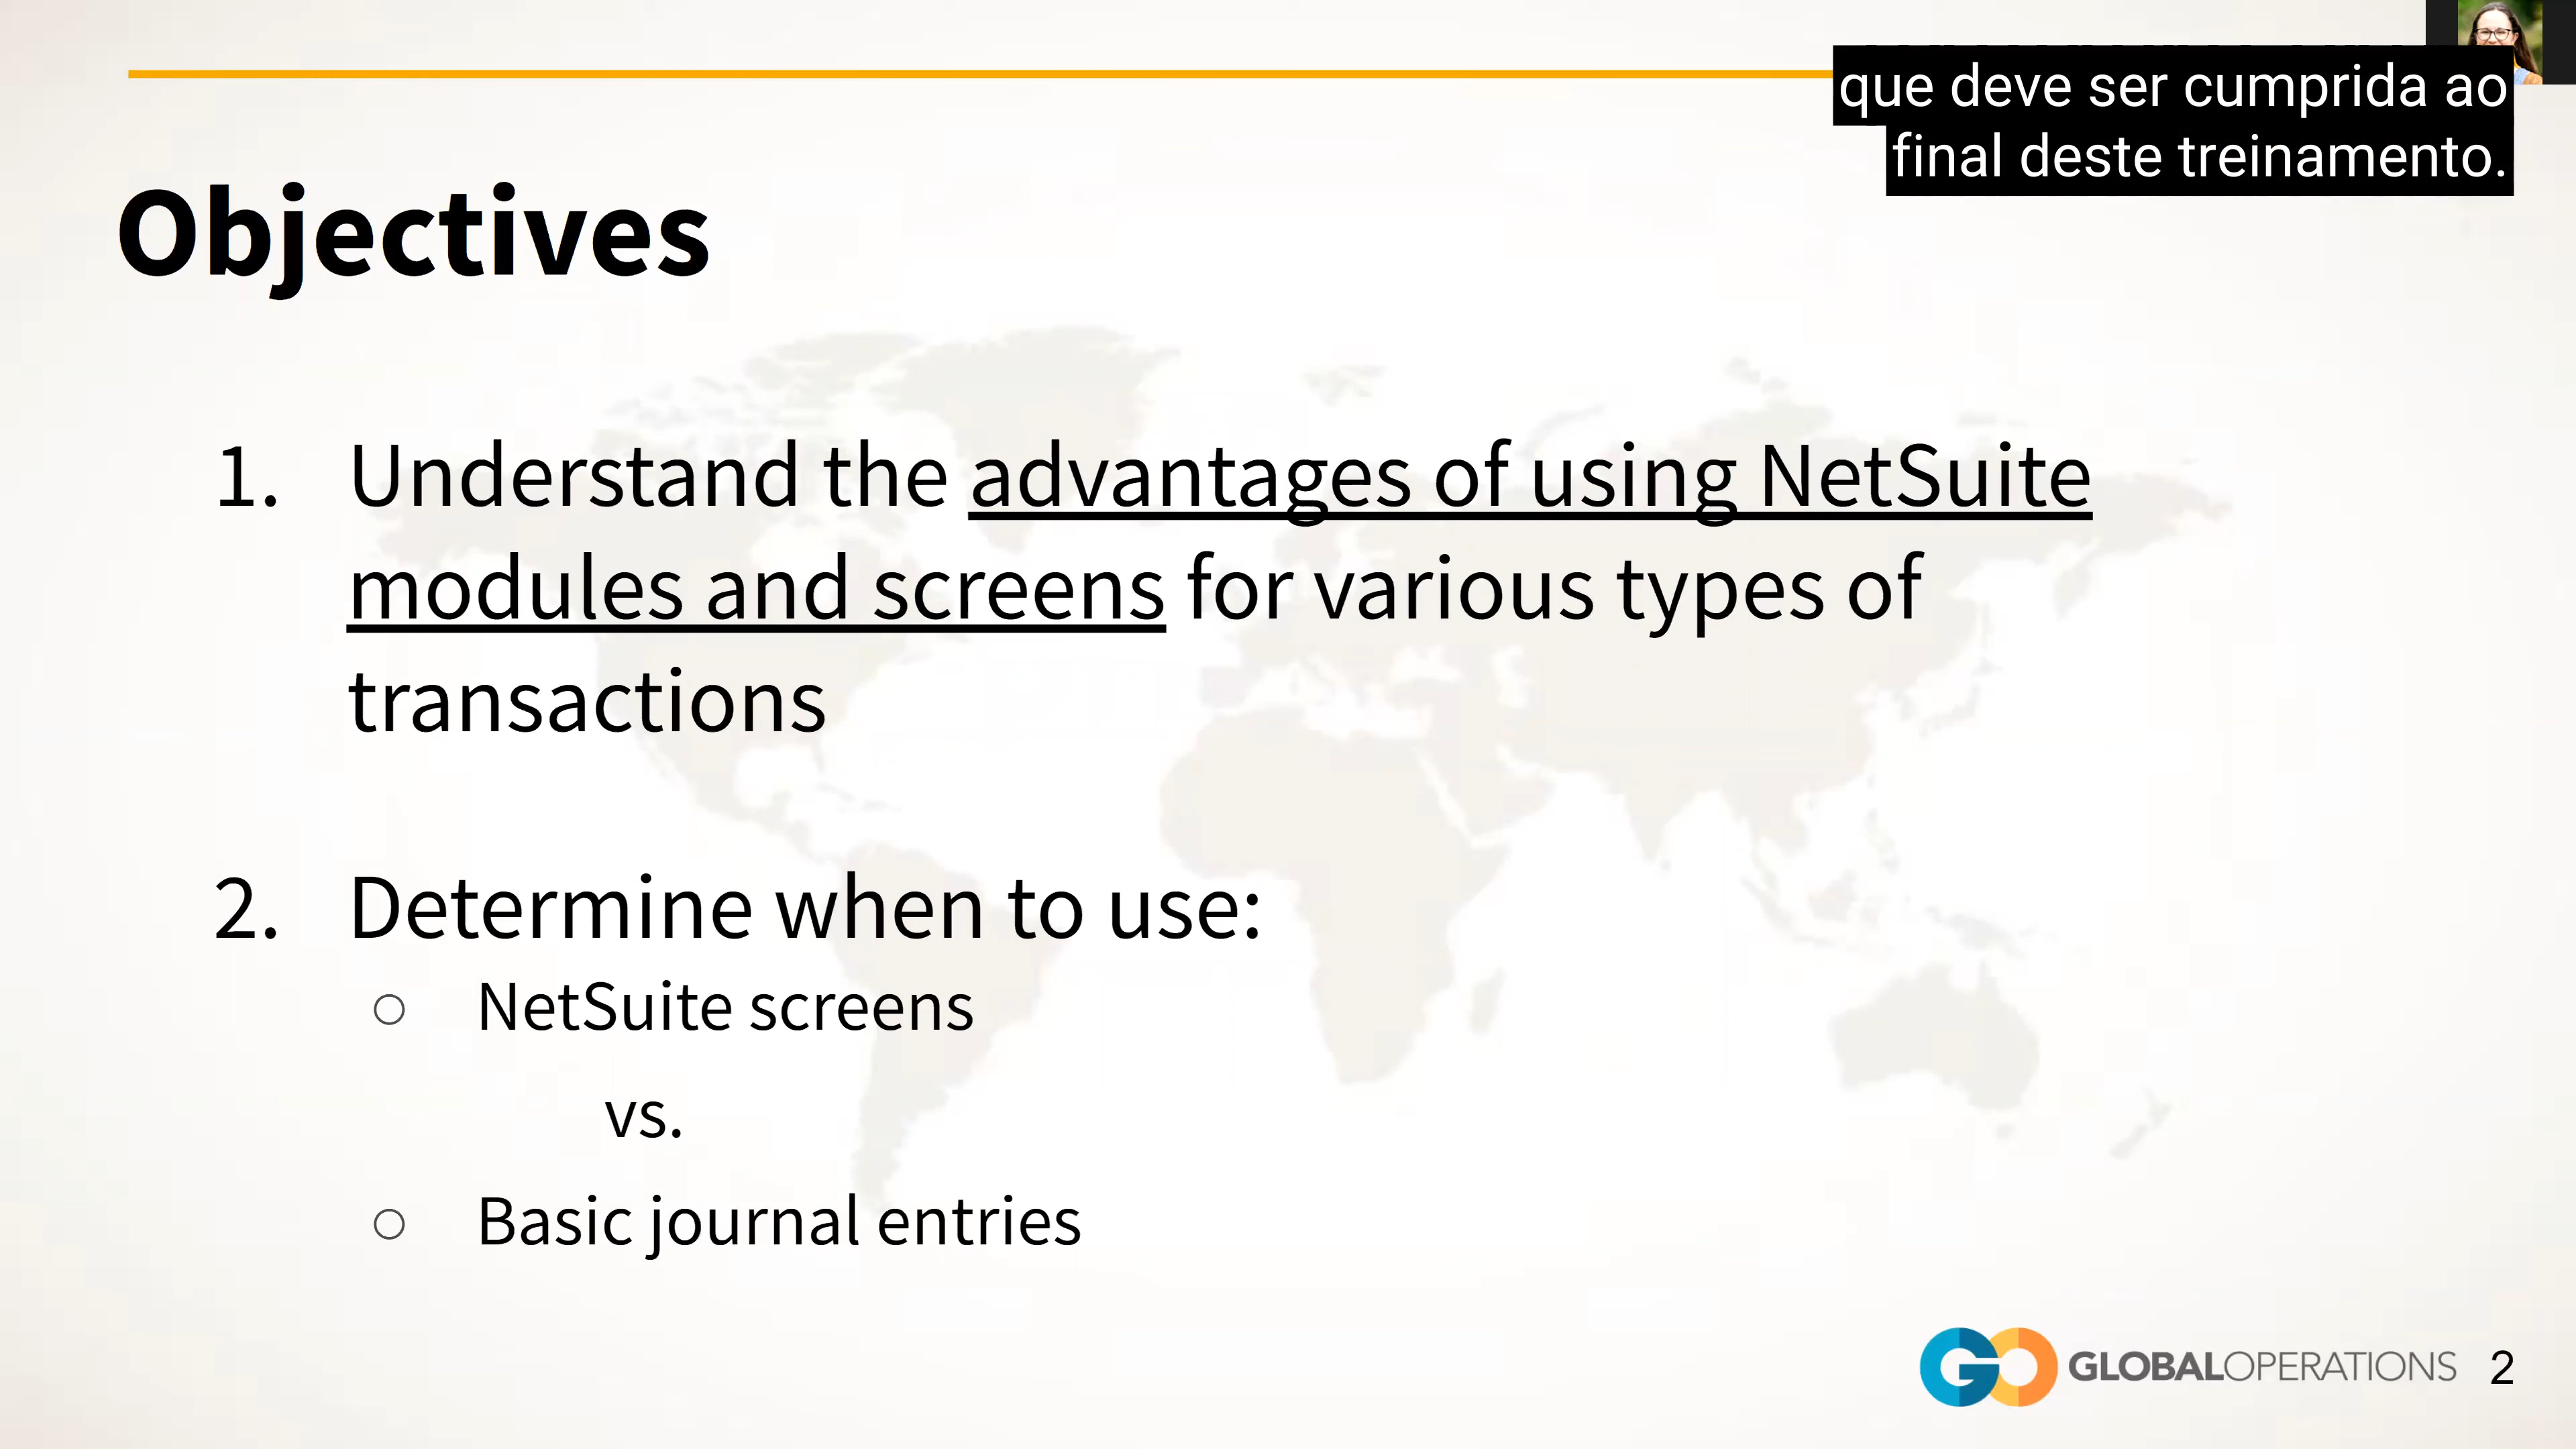 que deve ser cumprida ao
final deste treinamento.
Objectives
1. Understand the advantages of using NetSuite
modules and screens for various types of
transactions
2. Determine when to use:
○ NetSuite screens
vs.
○ Basic journal entries
GO GLOBALOPERATIONS 2